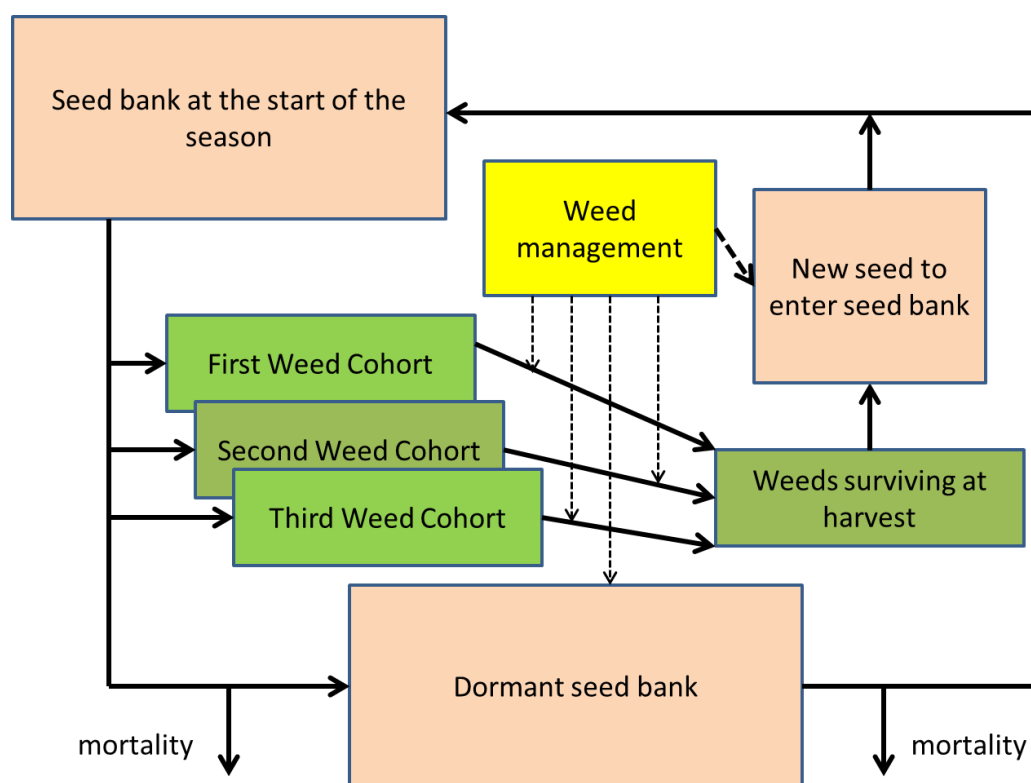 Seed bank at the start of the
season
Weed
management
New seed to
enter seed bank
First Weed Cohort
Second Weed Cohort
Third Weed Cohort
Weeds surviving at
harvest
Dormant seed bank
mortality
mortality